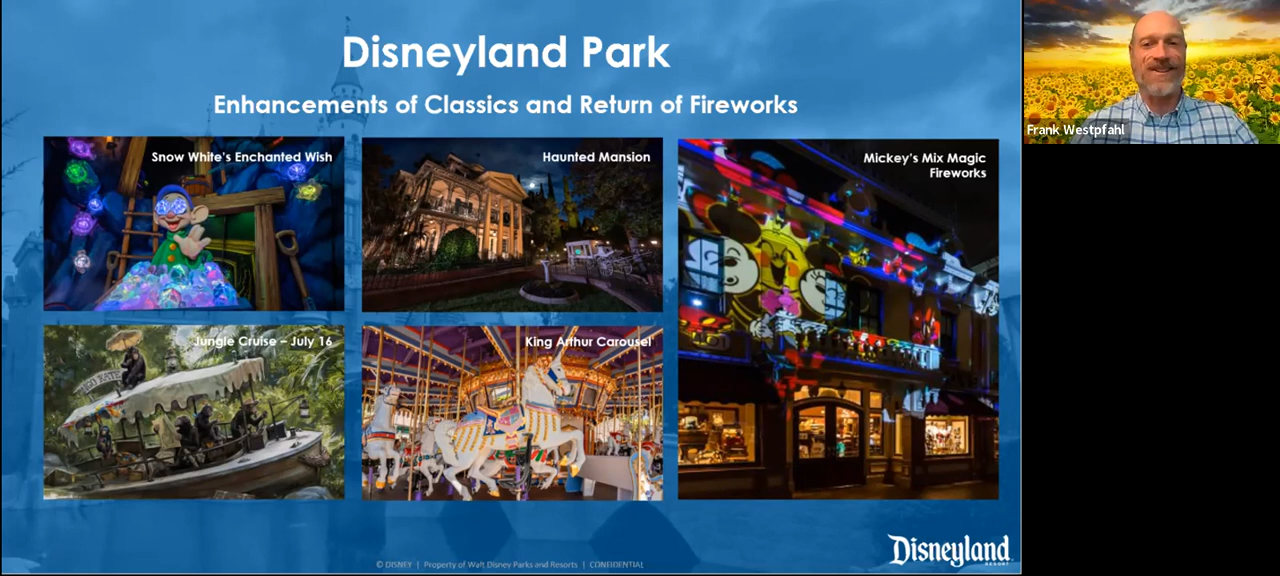 Disneyland Park
Enhancements of Classics and Return of Fireworks
Snow White's Enchanted Wish
Haunted Mansion
Mickey's Mix Magic
Fireworks
Jungle Cruise – July 16
King Arthur Carousel
© DISNEY | Property of Walt Disney Parks and Resorts | CONFIDENTIAL
Disneyland
RESORT
Frank Westpfahl